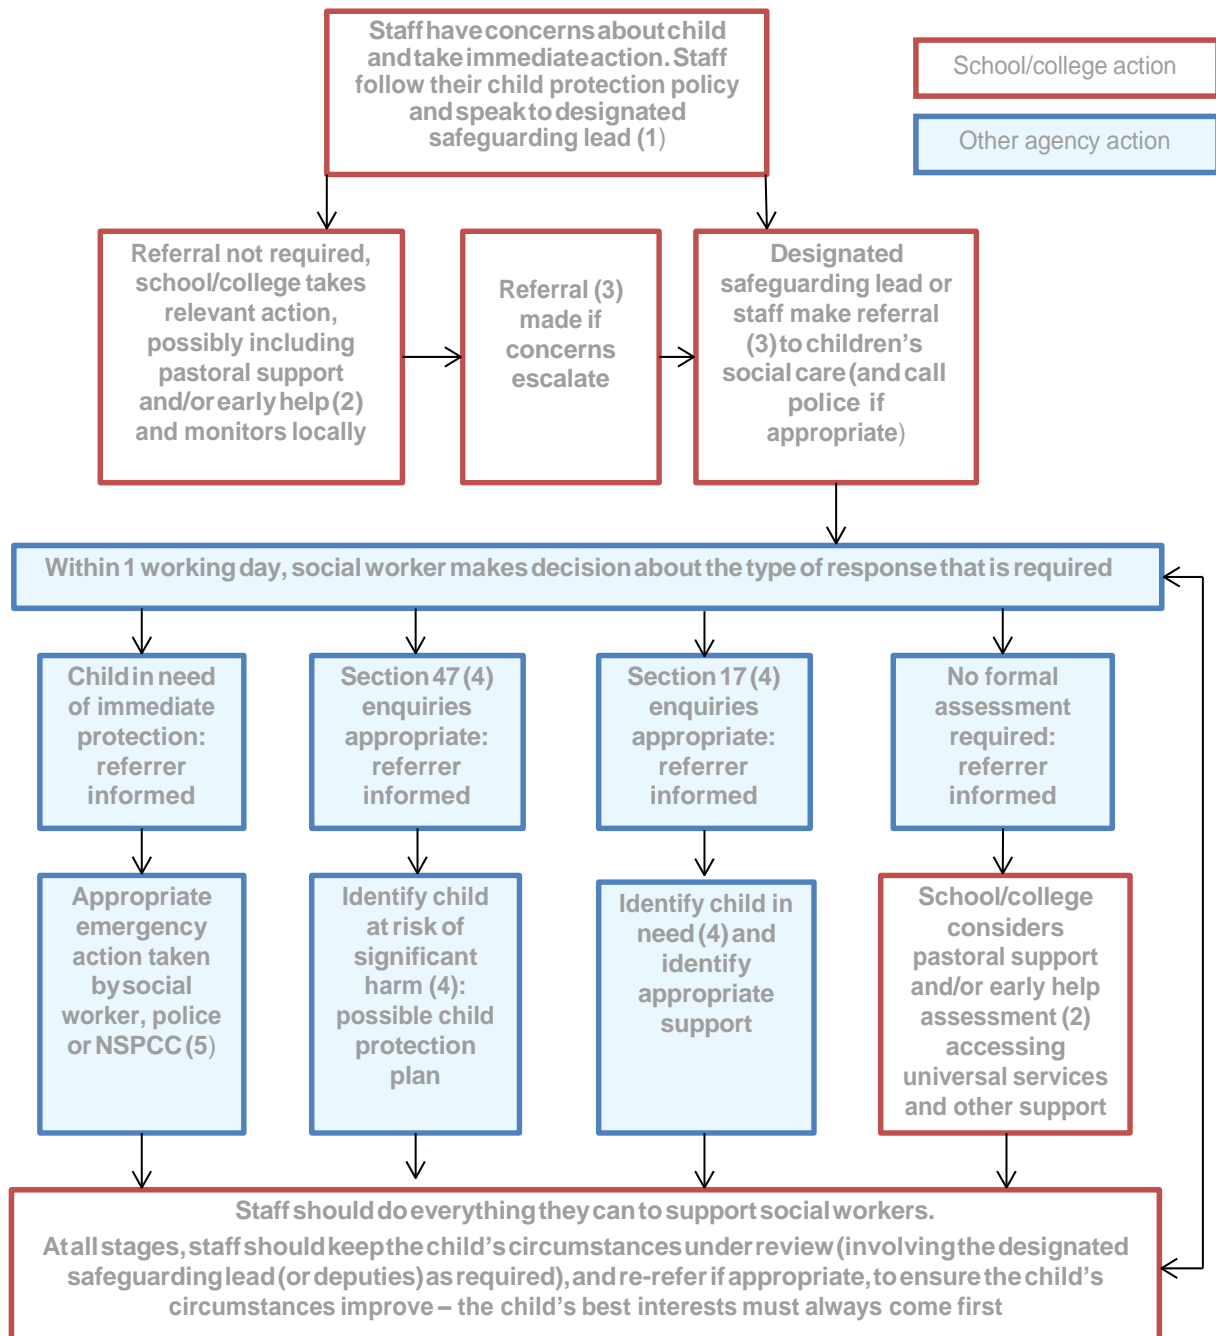 Staff have concerns about child
and take immediate action. Staff
follow their child protection policy
and speak to designated
safeguarding lead (1)
School/college action
Other agency action
Referral not required,
school/college takes
relevant action,
possibly including
pastoral support
and/or early help (2)
and monitors locally
Referral (3)
made if
concerns
escalate
Designated
safeguarding lead or
staff make referral
(3) to children’s
social care (and call
police if
appropriate)
Within 1 working day, social worker makes decision about the type of response that is required
Child in need
of immediate
protection:
referrer
informed
Section 47 (4)
enquiries
appropriate:
referrer
informed
Section 17 (4)
enquiries
appropriate:
referrer
informed
No formal
assessment
required:
referrer
informed
Appropriate
emergency
action taken
by social
worker, police
or NSPCC (5)
Identify child
at risk of
significant
harm (4):
possible child
protection
plan
Identify child in
need (4) and
identify
appropriate
support
School/college
considers
pastoral support
and/or early help
assessment (2)
accessing
universal services
and other support
Staff should do everything they can to support social workers.
At all stages, staff should keep the child’s circumstances under review (involving the designated
safeguarding lead (or deputies) as required), and re-refer if appropriate, to ensure the child’s
circumstances improve – the child’s best interests must always come first